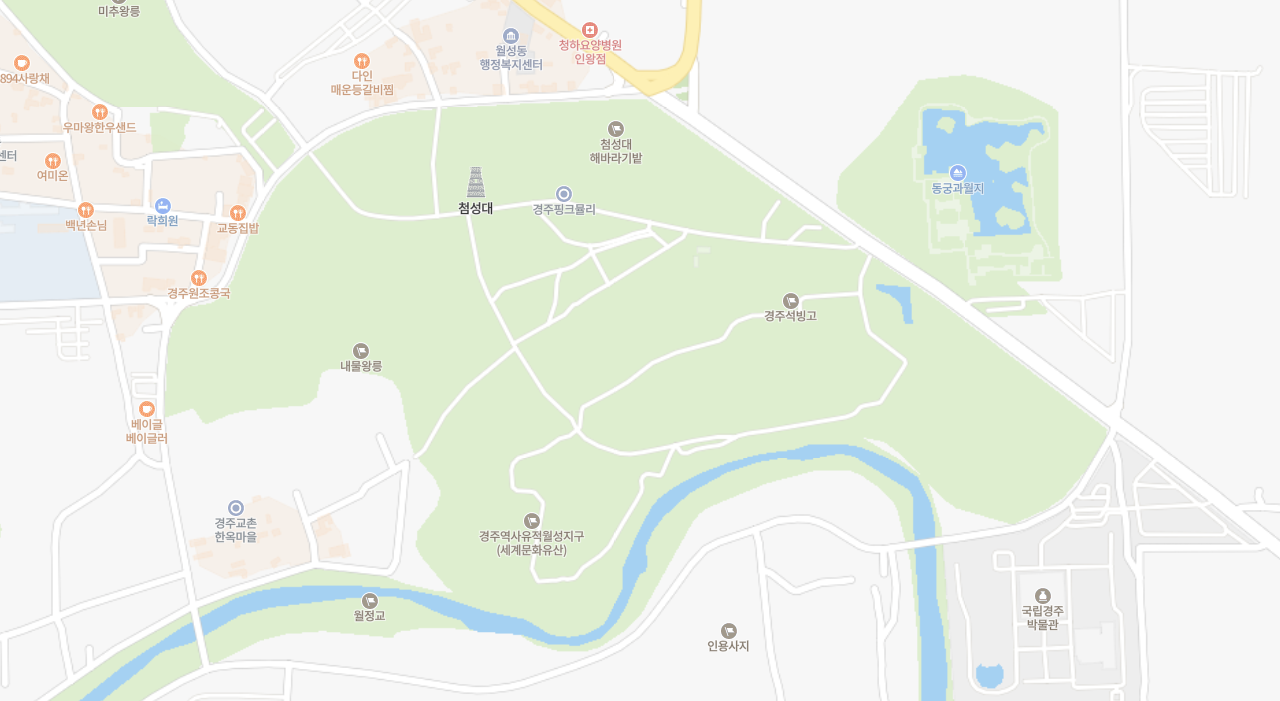 미추왕릉
894사랑채
다인
매운등갈비찜
월성동
행정복지센터
청하요양병원
인왕점
우마왕한우샌드
센터
여미온
첨성대
해바라기밭
동궁과월지
백년손님
락희원
교동집밥
첨성대
경주핑크뮬리
경주원조콩국
경주석빙고
내물왕릉
베이글
베이글러
경주교촌
한옥마을
경주역사유적월성지구
(세계문화유산)
월정교
인용사지
국립경주
박물관